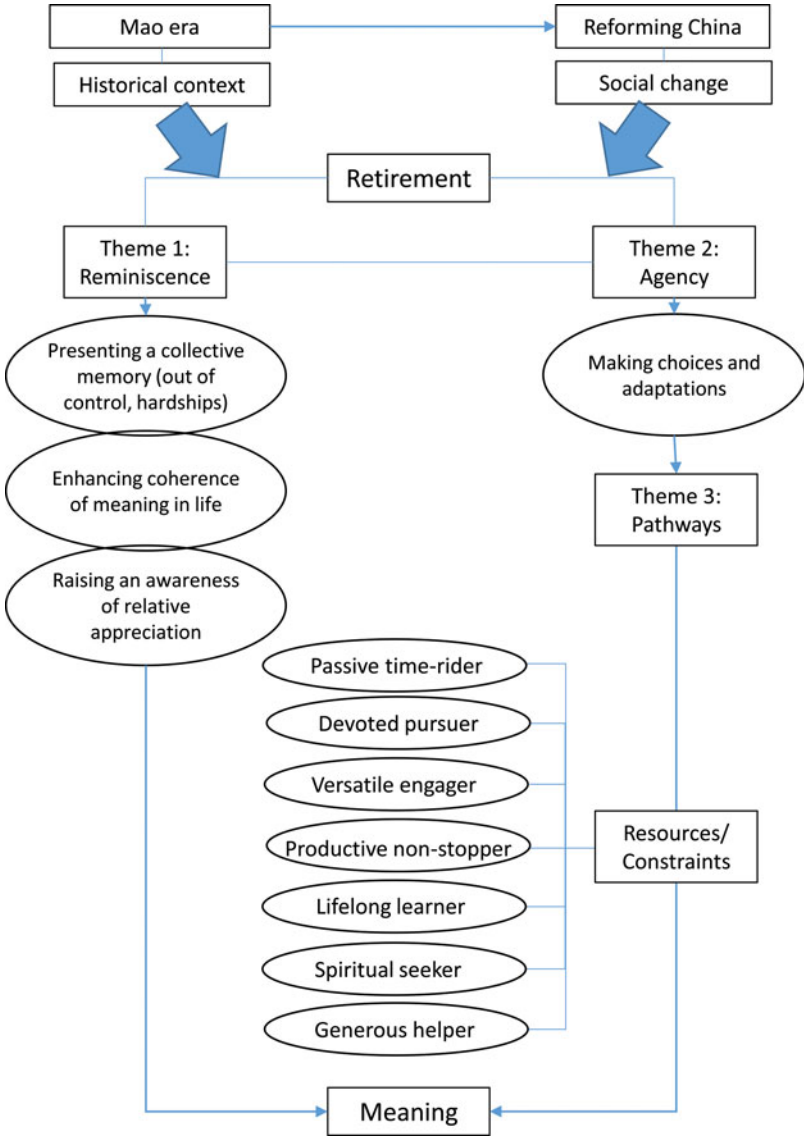 Mao era
Reforming China
Historical context
Social change
Retirement
Theme 1:
Reminiscence
Theme 2:
Agency
Presenting a collective
memory (out of
control, hardships)
Making choices and
adaptations
Enhancing coherence
of meaning in life
Theme 3:
Pathways
Raising an awareness
of relative
appreciation
Passive time-rider
Devoted pursuer
Versatile engager
Productive non-stopper
Resources/
Constraints
Lifelong learner
Spiritual seeker
Generous helper
Meaning